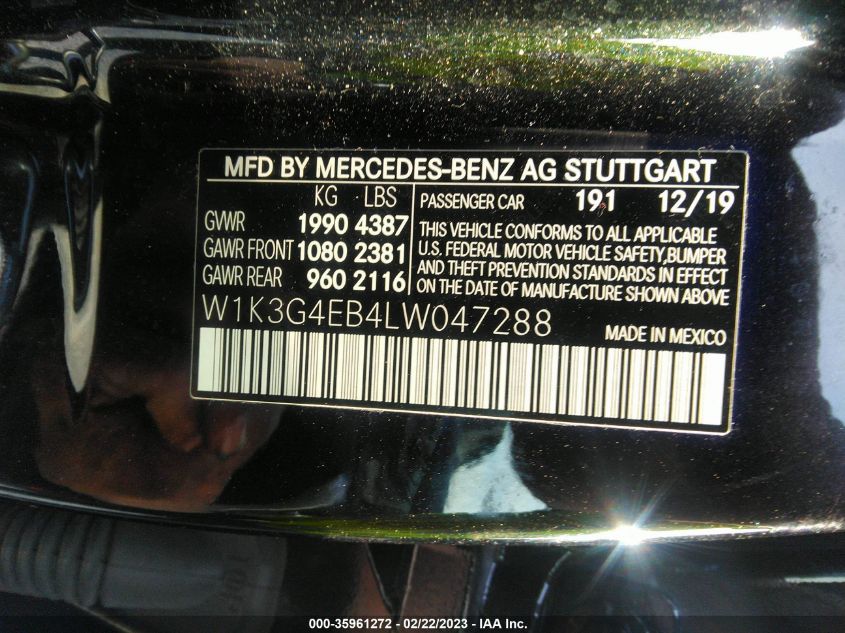 MFD BY MERCEDES-BENZ AG STUTTGART
KG LBS PASSENGER CAR 191 12/19
GVWR 1990 4387
GAWR FRONT 1080 2381
GAWR REAR 960 2116
THIS VEHICLE CONFORMS TO ALL APPLICABLE
U.S. FEDERAL MOTOR VEHICLE SAFETY,BUMPER
AND THEFT PREVENTION STANDARDS IN EFFECT
ON THE DATE OF MANUFACTURE SHOWN ABOVE
W1K3G4EB4LW047288
MADE IN MEXICO
000-35961272 / 02/22/2023 - IAA Inc.